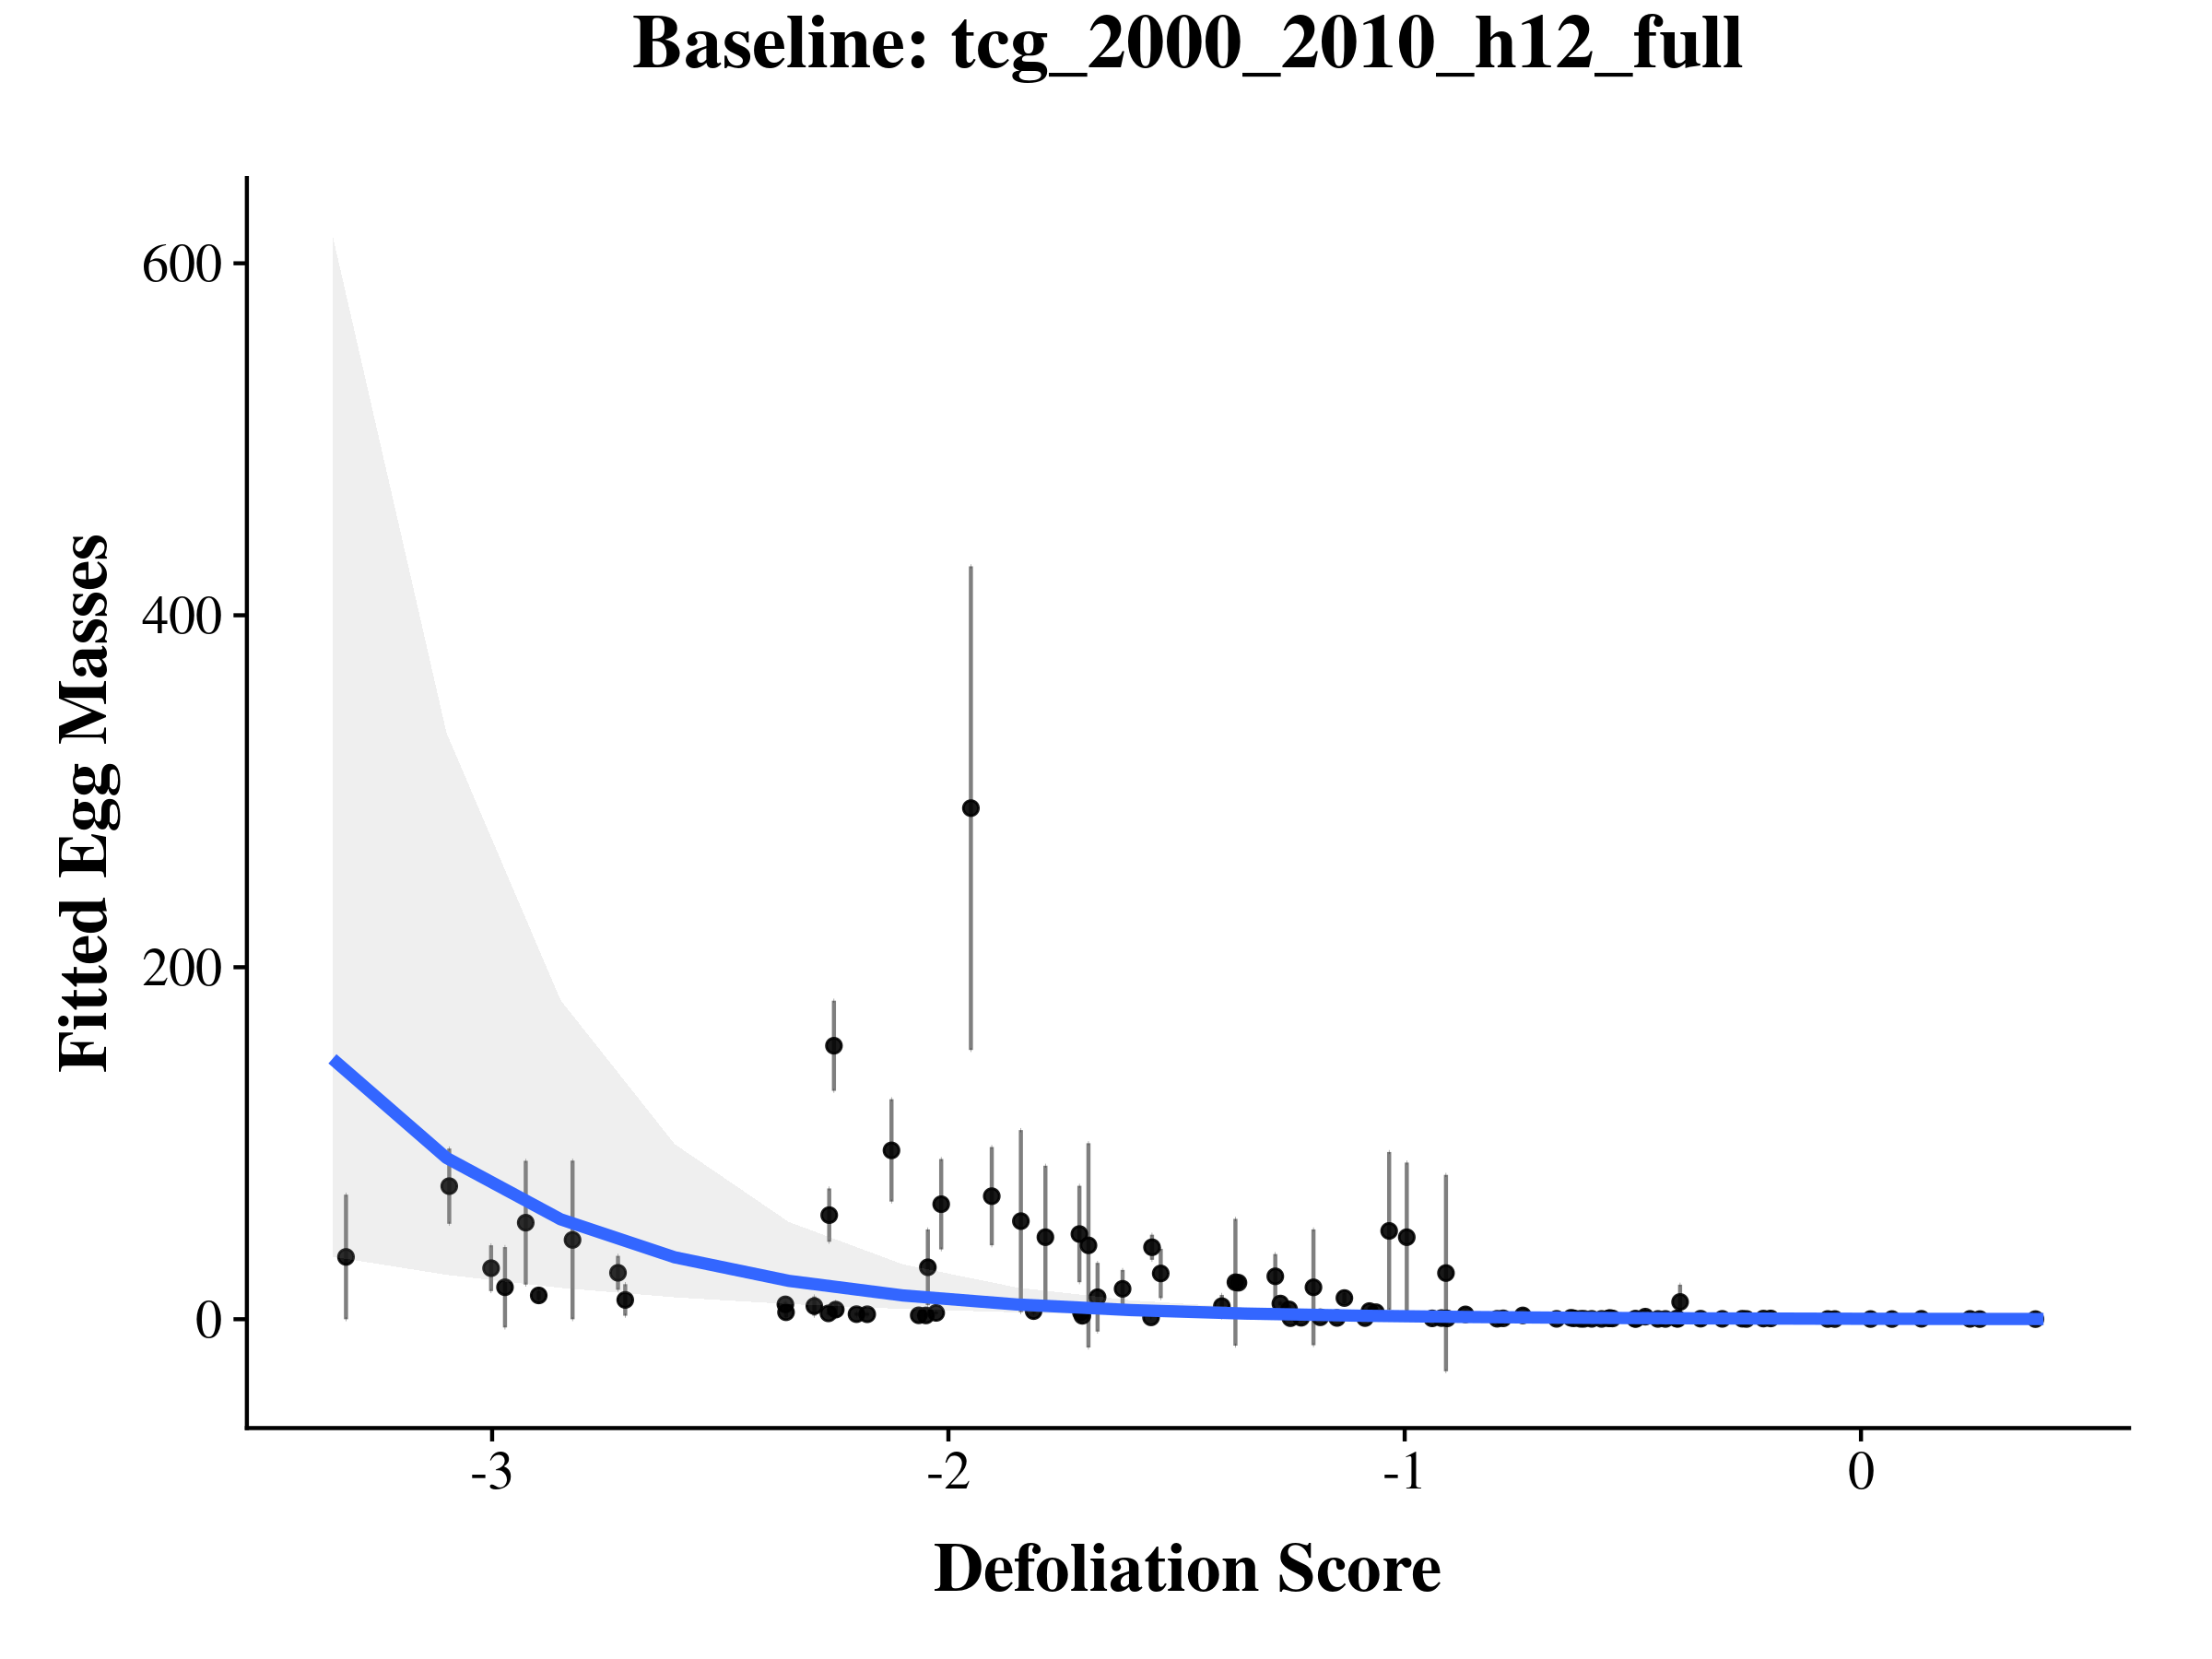 Baseline: tcg_2000_2010_h12_full
Fitted Egg Masses
600
400
200
0
-3
-2
-1
0
Defoliation Score